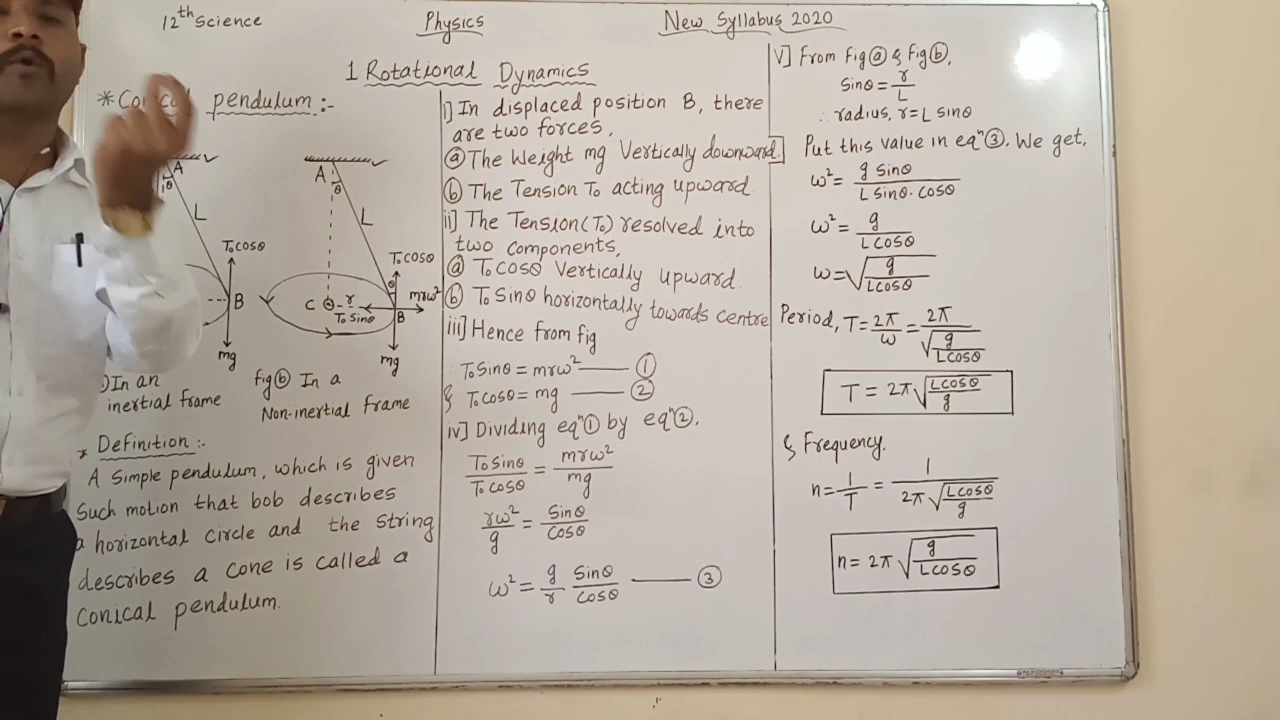 12th Science
Physics
New Syllabus 2020
1 Rotational Dynamics
*Conical pendulum :-
A
θ
L
T₀cosθ
B
mg
In an
inertial frame
A
θ
L
T₀cosθ
θ
C
r
mrω²
T₀sinθ
B
mg
fig ⓑ In a
Non-inertial frame
* Definition :-
A Simple pendulum, which is given
Such motion that bob describes
a horizontal circle and the string
describes a cone is called a
conical pendulum.
i] In displaced position B, there
are two forces,
ⓐ The Weight mg Vertically downward.
ⓑ The Tension T₀ acting upward
ii] The Tension (T₀) resolved into
two components,
ⓐ T₀cosθ Vertically upward.
ⓑ T₀ Sinθ horizontally towards centre
iii] Hence from fig
T₀sinθ = mrω² —— ①
& T₀cosθ = mg —— ②
iv] Dividing eqⁿ① by eqⁿ②.
T₀sinθ / T₀cosθ = mrω² / mg
rω² / g = Sinθ / cosθ
ω² = g / r Sinθ / cosθ —— ③
V] From Fig ⓐ & Fig ⓑ,
Sinθ = r / L
∴ radius, r = L sinθ
Put this value in eqⁿ③. We get,
ω² = g sinθ / L sinθ · cosθ
ω² = g / Lcosθ
ω = √(g / Lcosθ)
Period, T = 2π / ω = 2π / √(g / Lcosθ)
T = 2π √(Lcosθ / g)
& Frequency.
n = 1 / T = 1 / 2π √(Lcosθ / g)
n = 2π √(g / Lcosθ)